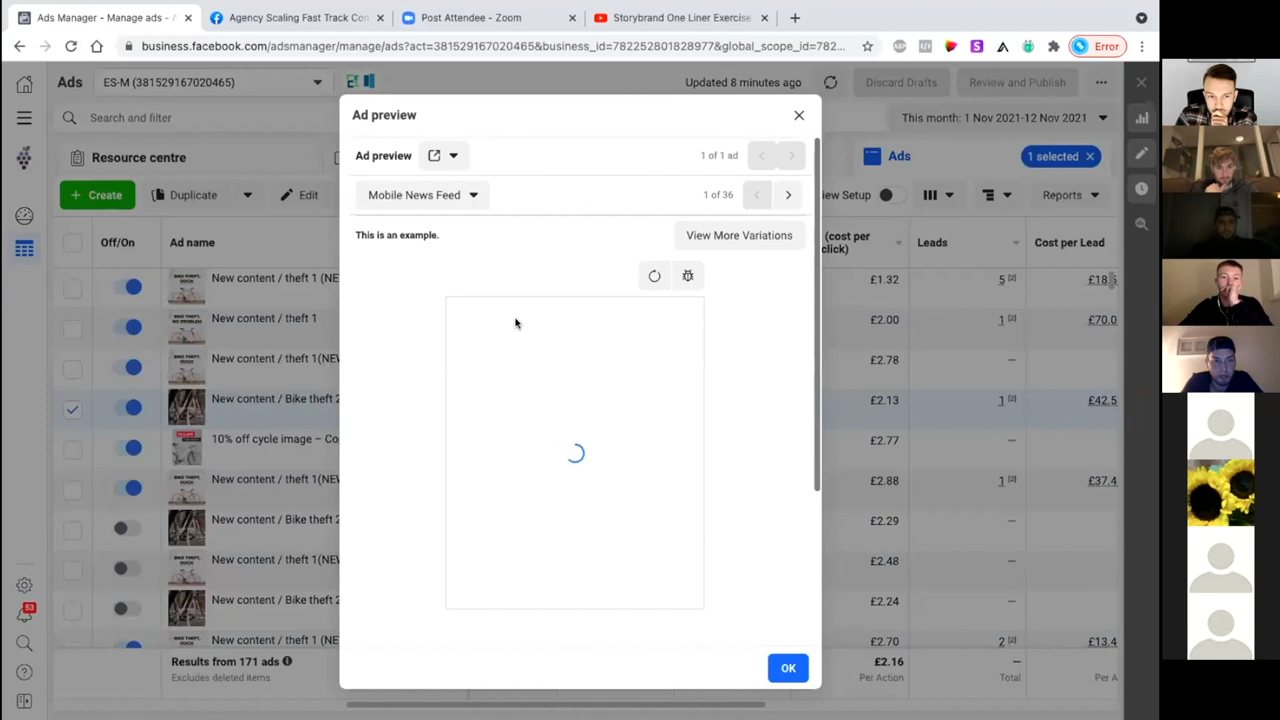 Ads Manager - Manage ads - A
Agency Scaling Fast Track Con
Post Attendee - Zoom
Storybrand One Liner Exercise
business.facebook.com/adsmanager/manage/ads?act=381529167020465&business_id=782252801828977&global_scope_id=782...
Error
Ads
ES-M (381529167020465)
Updated 8 minutes ago
Discard Drafts
Review and Publish
Search and filter
This month: 1 Nov 2021-12 Nov 2021
Resource centre
Ads
1 selected
+ Create
Duplicate
Edit
iew Setup
Reports
Off/On
Ad name
(cost per
click)
Leads
Cost per Lead
New content / theft 1 (NE
£1.32
5 [2]
New content / theft 1
£2.00
1 [2]
£70.0
New content / theft 1(NEW
£2.78
—
New content / Bike theft 2
£2.13
1 [2]
£42.5
10% off cycle image – Co
£2.77
—
New content / theft 1(NEW
£2.88
1 [2]
£37.4
New content / Bike theft 2
£2.29
—
New content / theft 1(NEW
£2.48
—
New content / Bike theft 2
£2.24
—
New content / theft 1 (NE
£2.70
2 [2]
£13.4
Results from 171 ads
Excludes deleted items
£2.16
Per Action
—
Total
Per A
53
Ad preview
Ad preview
1 of 1 ad
Mobile News Feed
1 of 36
This is an example.
View More Variations
OK